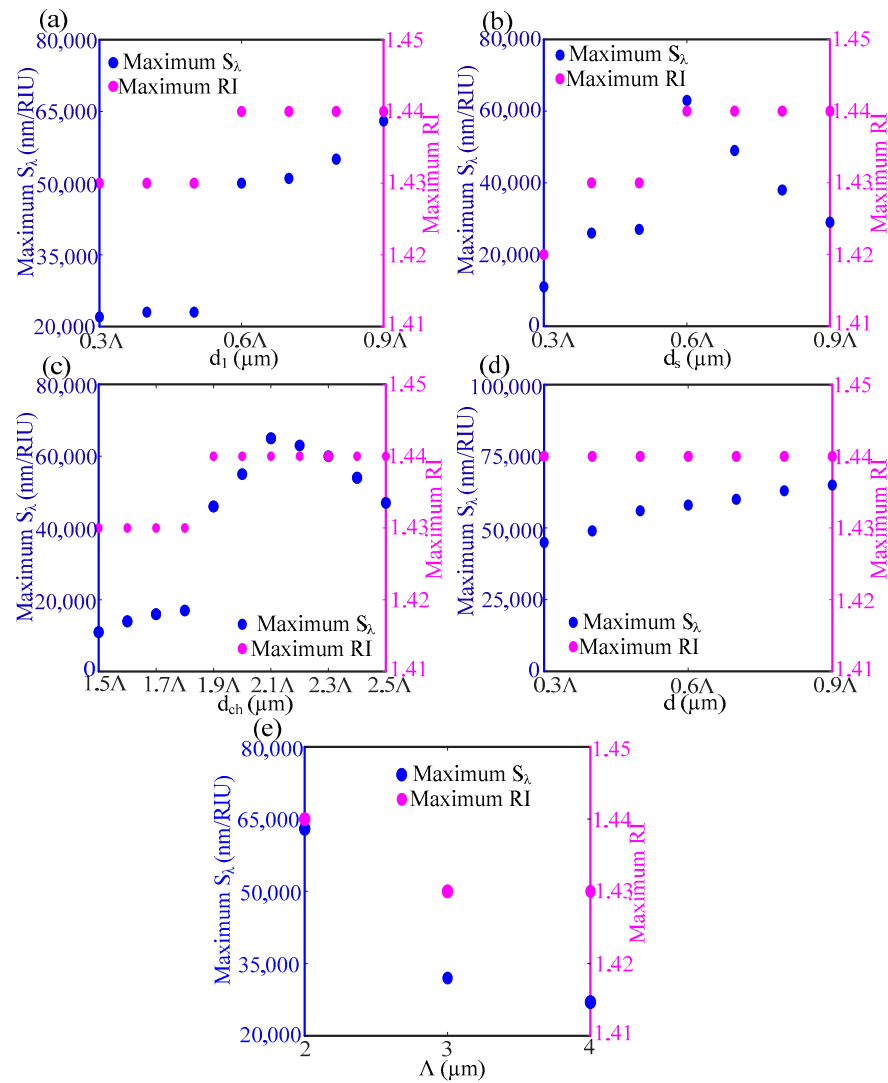 (a)
80,000
65,000
50,000
35,000
20,000
Maximum Sλ (nm/RIU)
Maximum Sλ
Maximum RI
1.45
1.44
1.43
1.42
1.41
Maximum RI
0.3Λ
0.6Λ
0.9Λ
d1 (μm)
(b)
80,000
60,000
40,000
20,000
0
Maximum Sλ (nm/RIU)
Maximum Sλ
Maximum RI
1.45
1.44
1.43
1.42
1.41
Maximum RI
0.3Λ
0.6Λ
0.9Λ
ds (μm)
(c)
80,000
60,000
40,000
20,000
0
Maximum Sλ (nm/RIU)
Maximum Sλ
Maximum RI
1.45
1.44
1.43
1.42
1.41
Maximum RI
1.5Λ
1.7Λ
1.9Λ
2.1Λ
2.3Λ
2.5Λ
dch (μm)
(d)
100,000
75,000
50,000
25,000
0
Maximum Sλ (nm/RIU)
Maximum Sλ
Maximum RI
1.45
1.44
1.43
1.42
1.41
Maximum RI
0.3Λ
0.6Λ
0.9Λ
d (μm)
(e)
80,000
65,000
50,000
35,000
20,000
Maximum Sλ (nm/RIU)
Maximum Sλ
Maximum RI
1.45
1.44
1.43
1.42
1.41
Maximum RI
2
3
4
Λ (μm)